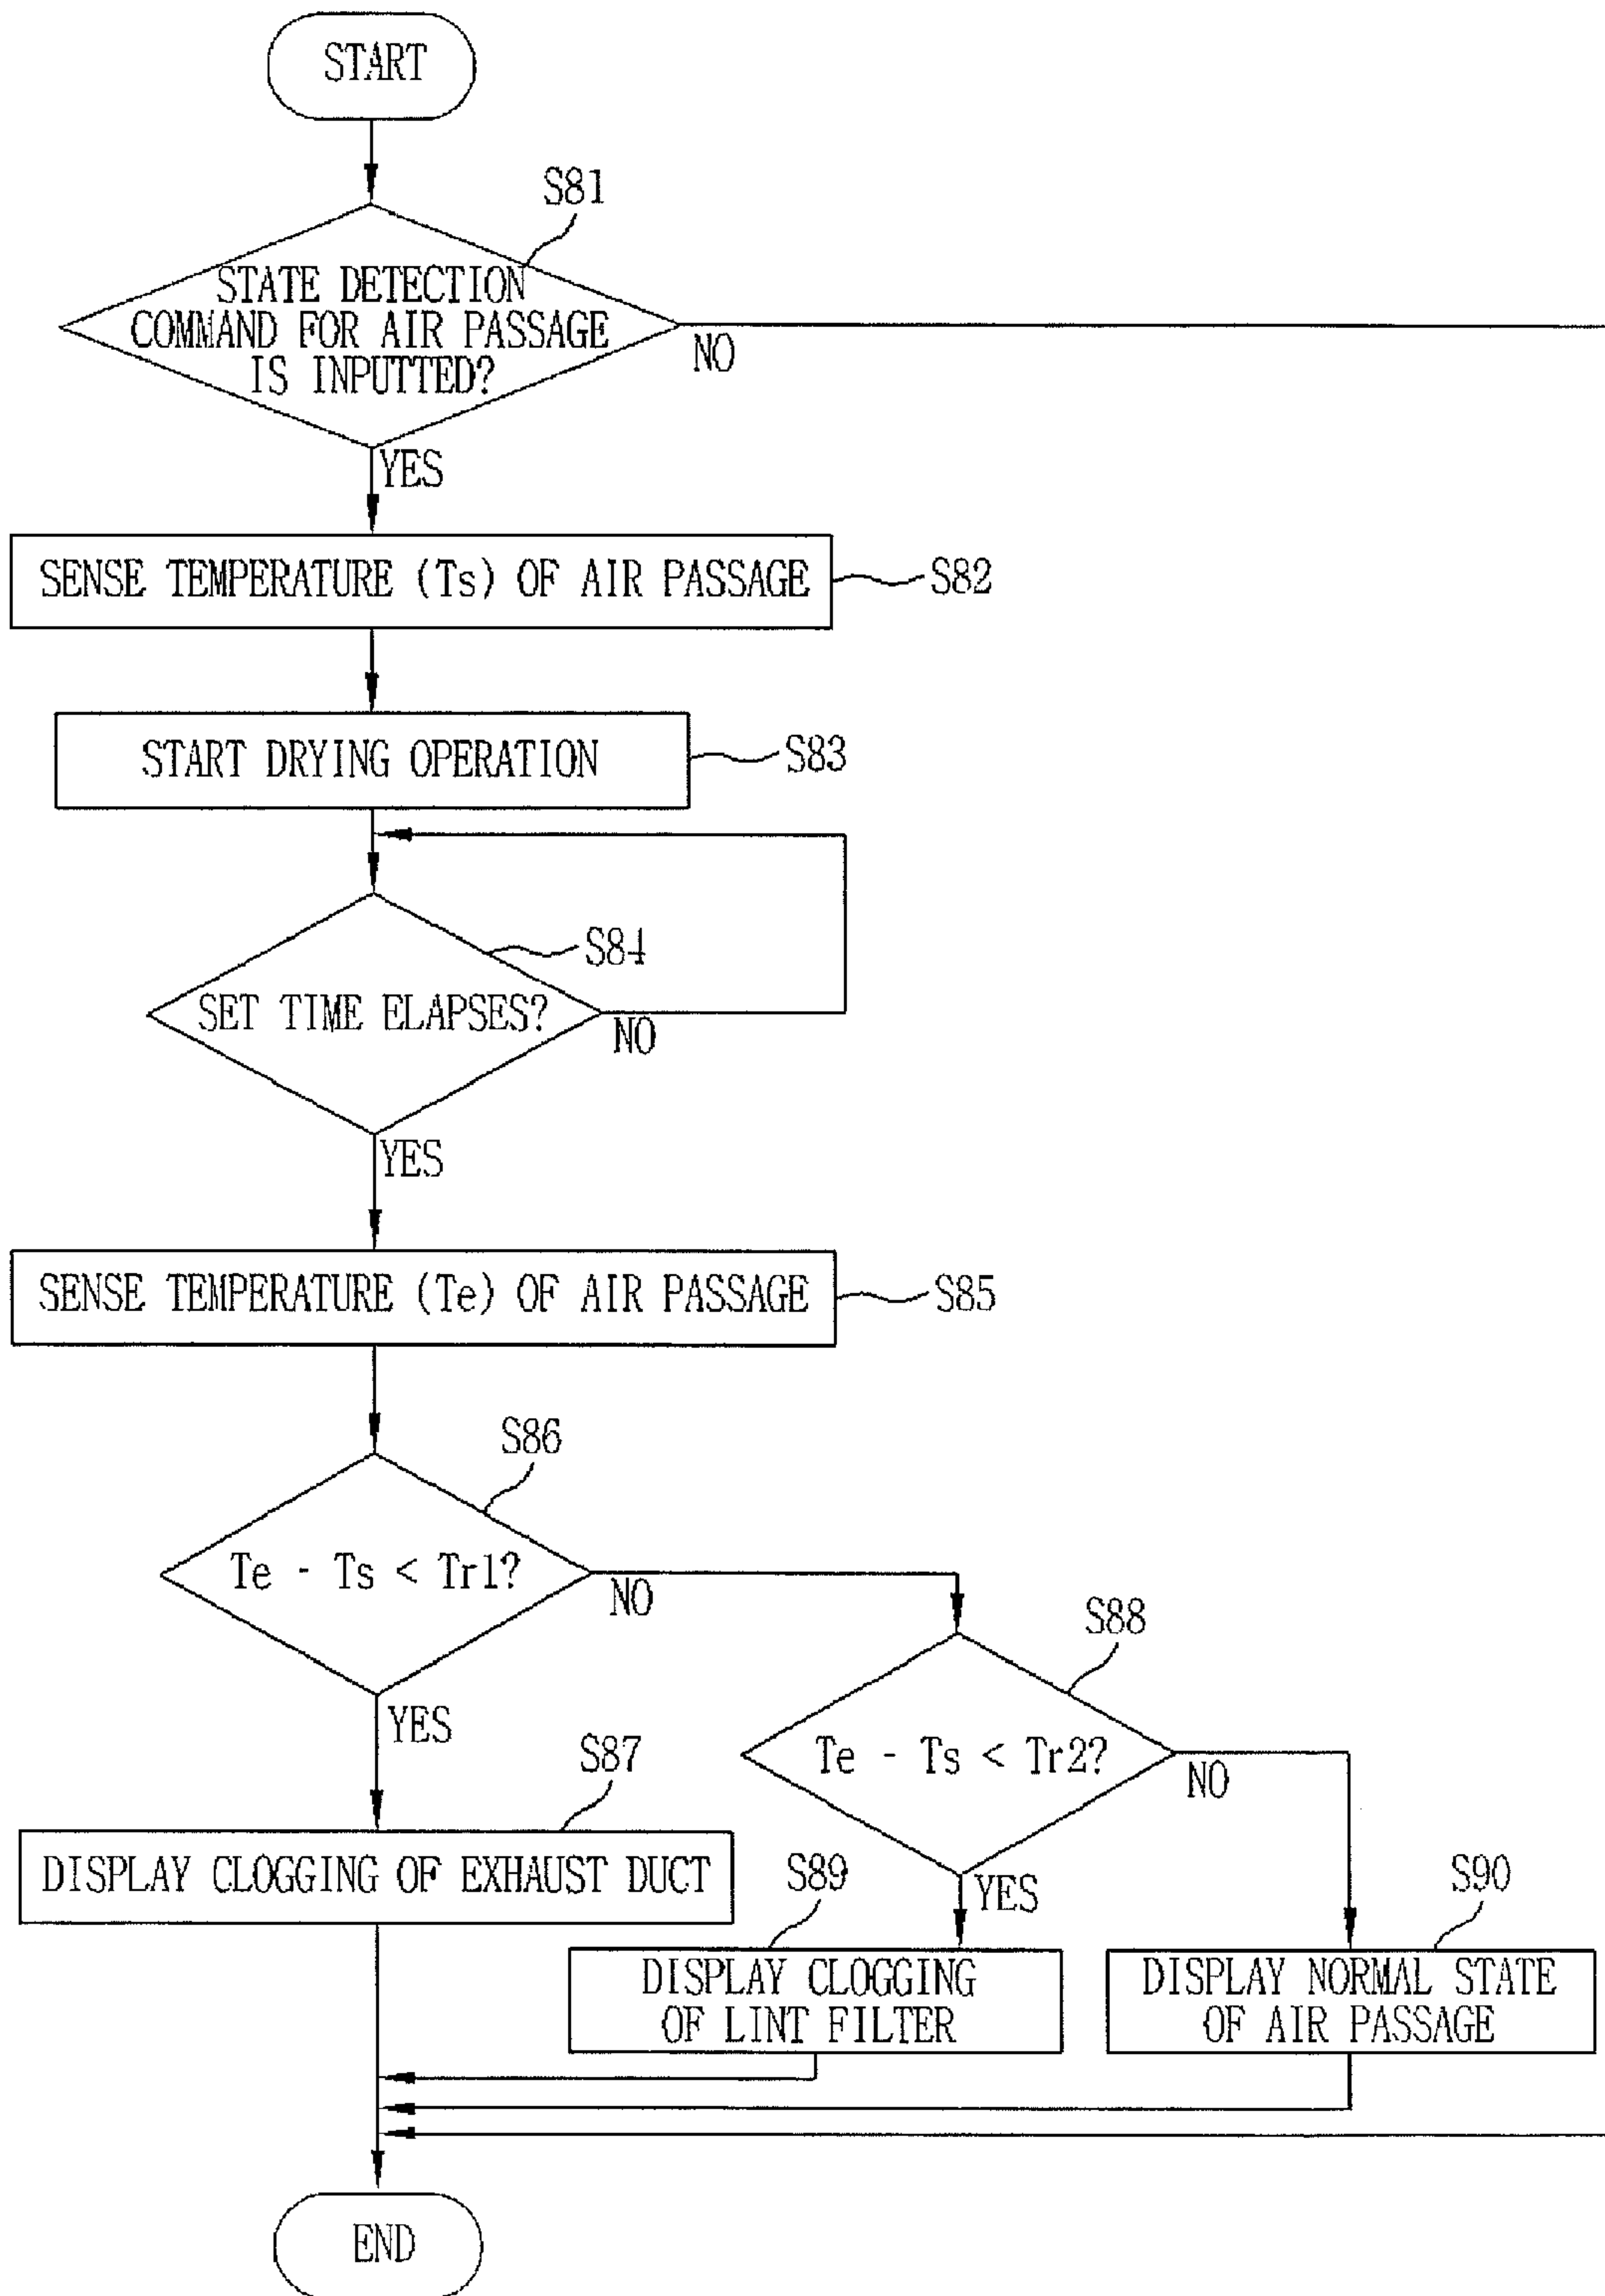 START
S81
STATE DETECTION
COMMAND FOR AIR PASSAGE
IS INPUTTED?
NO
YES
SENSE TEMPERATURE (Ts) OF AIR PASSAGE
S82
START DRYING OPERATION
S83
S84
SET TIME ELAPSES?
NO
YES
SENSE TEMPERATURE (Te) OF AIR PASSAGE
S85
S86
Te - Ts < Tr1?
NO
YES
S88
Te - Ts < Tr2?
NO
YES
S87
DISPLAY CLOGGING OF EXHAUST DUCT
S89
DISPLAY CLOGGING
OF LINT FILTER
S90
DISPLAY NORMAL STATE
OF AIR PASSAGE
END